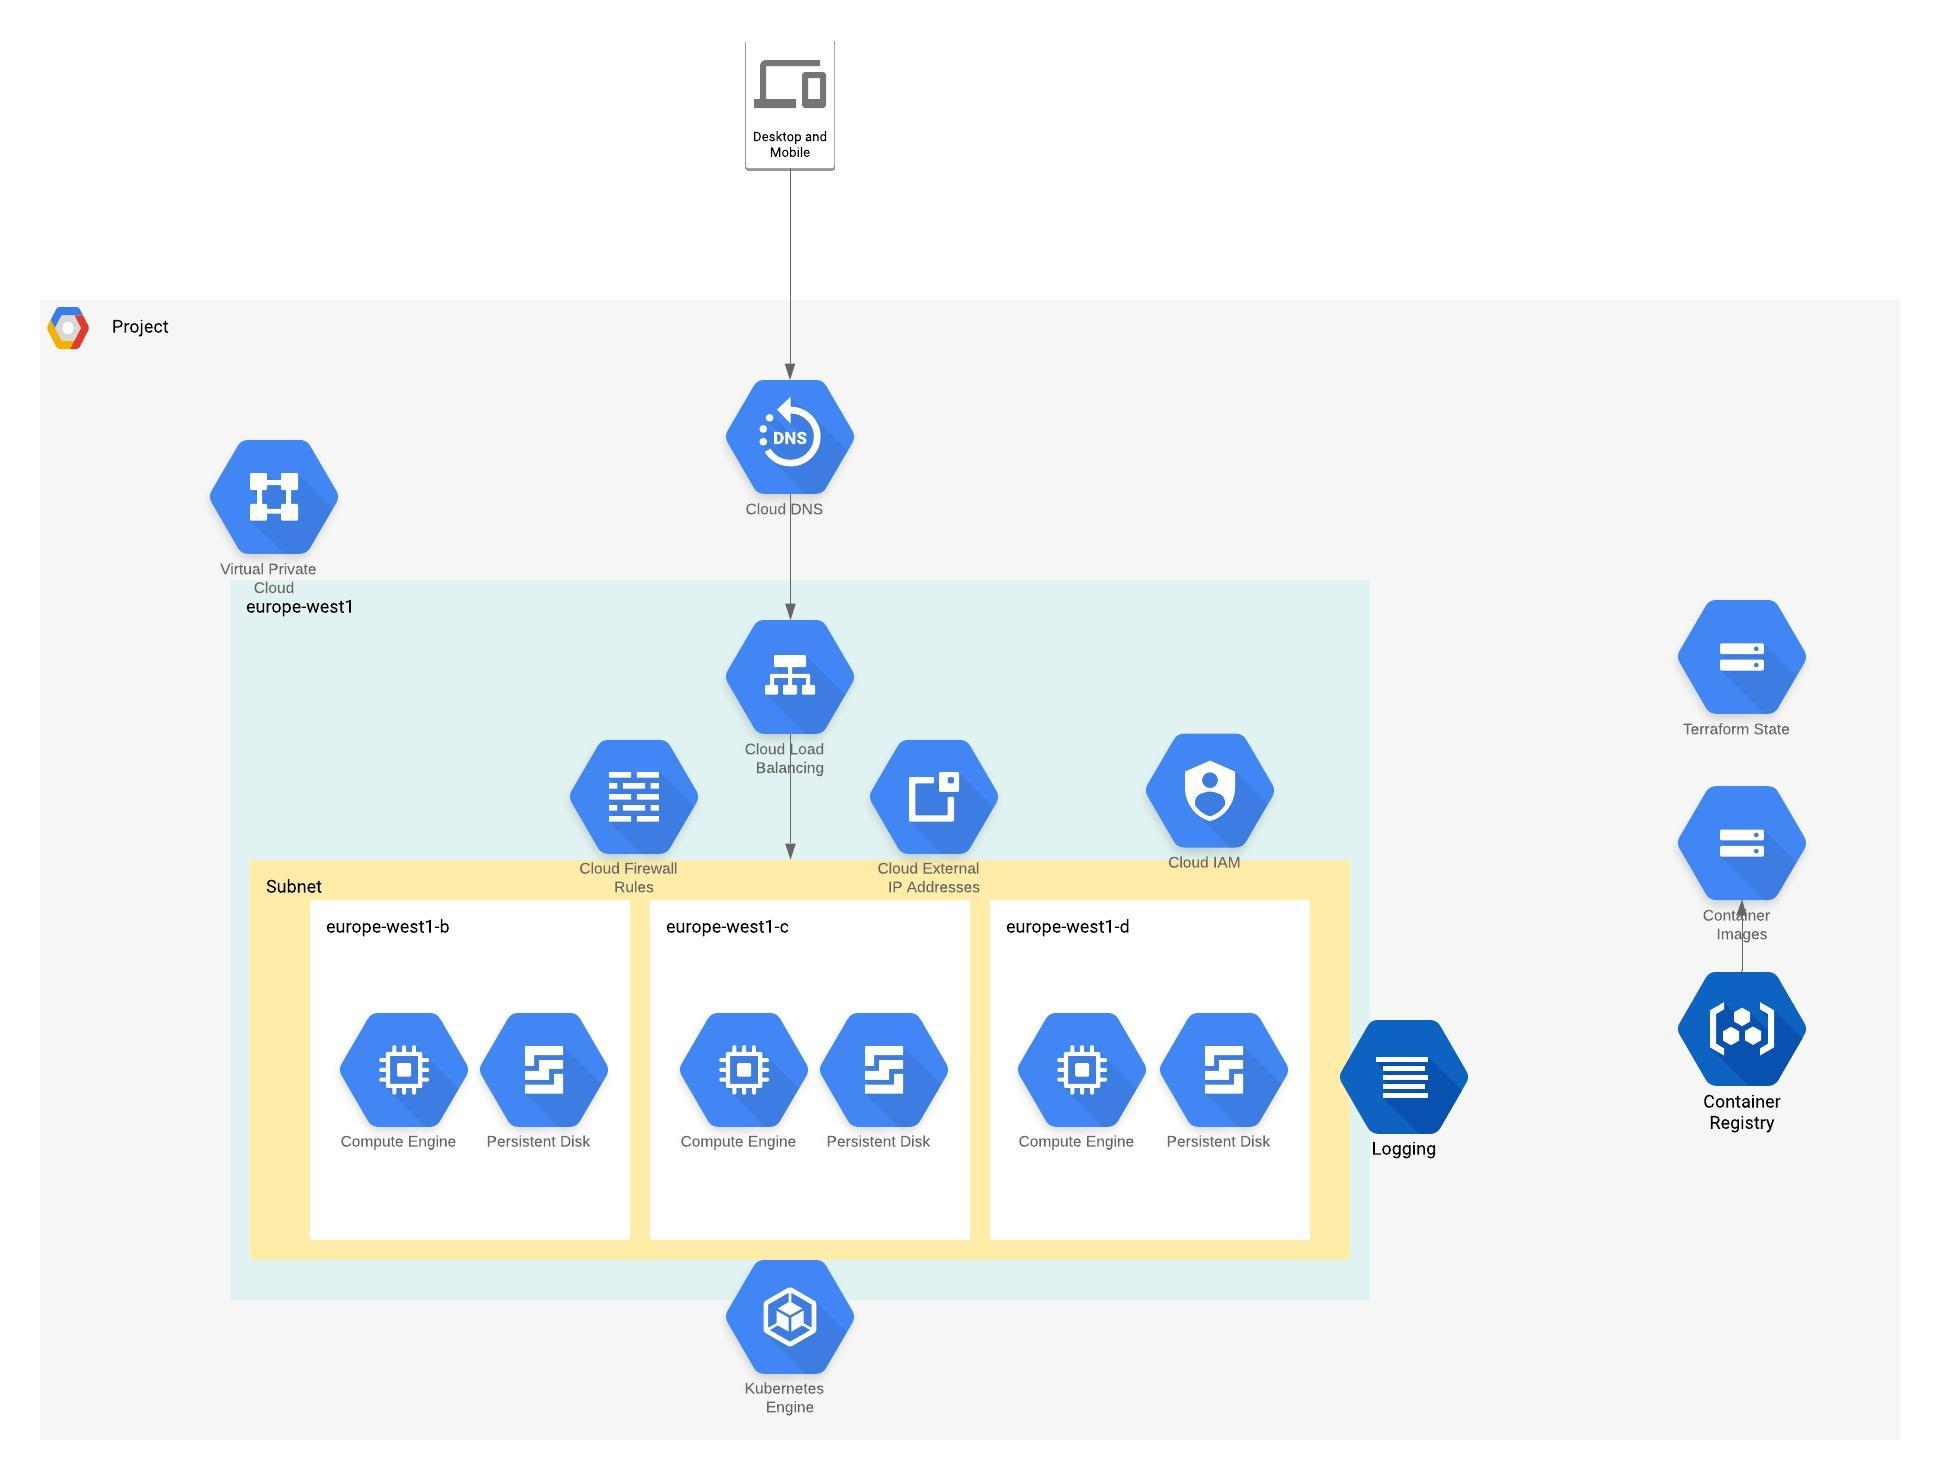 Desktop and
Mobile
Project
DNS
Cloud DNS
Virtual Private
Cloud
europe-west1
Cloud Load
Balancing
Terraform State
Cloud Firewall
Rules
Cloud External
IP Addresses
Cloud IAM
Subnet
Container
Images
europe-west1-b
europe-west1-c
europe-west1-d
Compute Engine
Persistent Disk
Compute Engine
Persistent Disk
Compute Engine
Persistent Disk
Logging
Container
Registry
Kubernetes
Engine